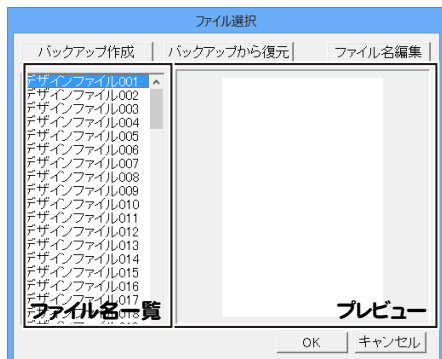 ファイル選択
バックアップ作成
バックアップから復元
ファイル名編集
デザインファイル001
デザインファイル002
デザインファイル003
デザインファイル004
デザインファイル005
デザインファイル006
デザインファイル007
デザインファイル008
デザインファイル009
デザインファイル010
デザインファイル011
デザインファイル012
デザインファイル013
デザインファイル014
デザインファイル015
デザインファイル016
デザインファイル017
ファイル名一覧
プレビュー
OK
キャンセル